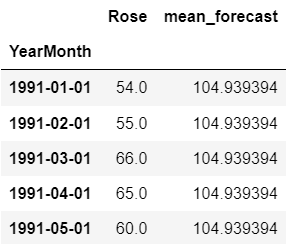 Rose mean_forecast
YearMonth
1991-01-01 54.0 104.939394
1991-02-01 55.0 104.939394
1991-03-01 66.0 104.939394
1991-04-01 65.0 104.939394
1991-05-01 60.0 104.939394